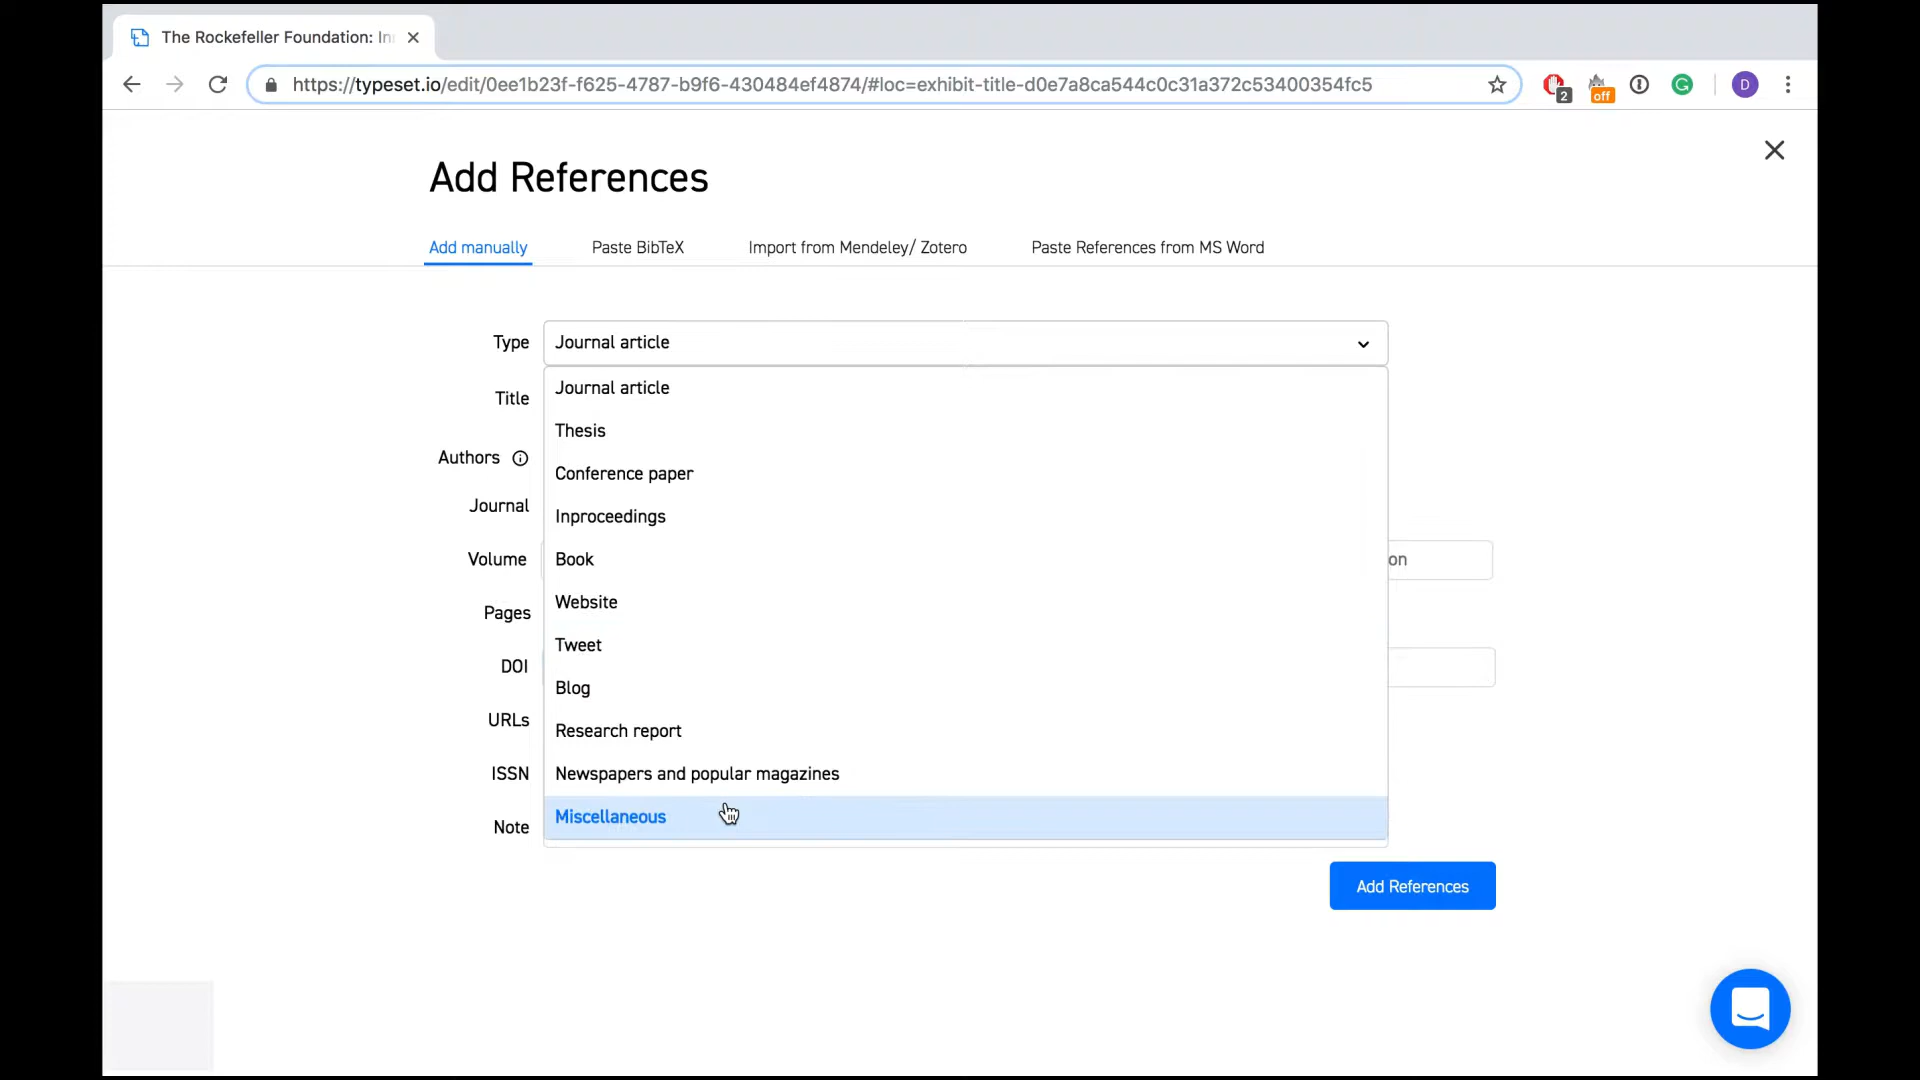 The Rockefeller Foundation: In
https://typeset.io/edit/0ee1b23f-f625-4787-b9f6-430484ef4874/#loc=exhibit-title-d0e7a8ca544c0c31a372c53400354fc5
2
off
G
D
Add References
Add manually
Paste BibTeX
Import from Mendeley/ Zotero
Paste References from MS Word
Type
Journal article
Journal article
Title
Thesis
Authors
Conference paper
Journal
Inproceedings
Volume
Book
on
Website
Pages
Tweet
DOI
Blog
URLs
Research report
ISSN
Newspapers and popular magazines
Note
Miscellaneous
Add References